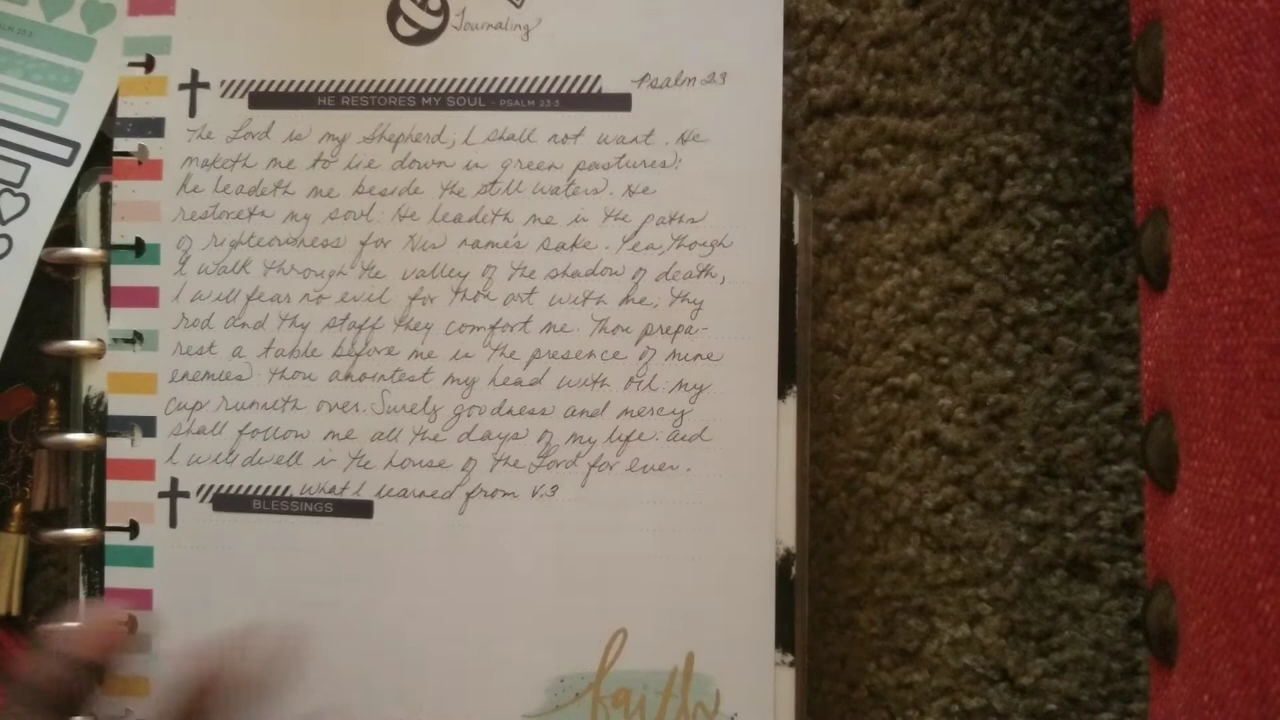 &
Journaling
Psalm 23
HE RESTORES MY SOUL - PSALM 23:3
The Lord is my Shepherd; I shall not want. He
maketh me to lie down in green pastures:
he leadeth me beside the still waters. He
restoreth my soul: He leadeth me in the paths
of righteousness for His name's sake. Yea, though
I walk through the valley of the shadow of death,
I will fear no evil: for thou art with me; thy
rod and thy staff they comfort me. Thou prepa-
rest a table before me in the presence of mine
enemies: thou anointest my head with oil: my
cup runneth over. Surely goodness and mercy
shall follow me all the days of my life: and
I will dwell in the house of the Lord for ever.
What I learned from V.3
BLESSINGS
faith